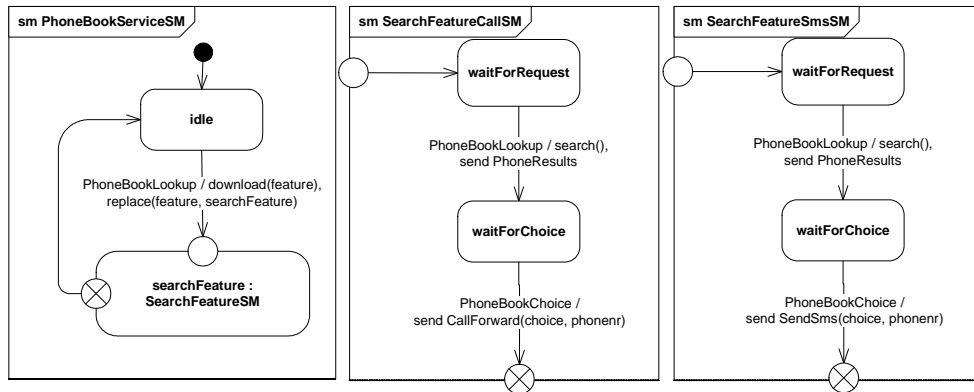 sm PhoneBookServiceSM
idle
PhoneBookLookup / download(feature),
replace(feature, searchFeature)
searchFeature :
SearchFeatureSM
sm SearchFeatureCallSM
waitForRequest
PhoneBookLookup / search(),
send PhoneResults
waitForChoice
PhoneBookChoice /
send CallForward(choice, phonenr)
sm SearchFeatureSmsSM
waitForRequest
PhoneBookLookup / search(),
send PhoneResults
waitForChoice
PhoneBookChoice /
send SendSms(choice, phonenr)